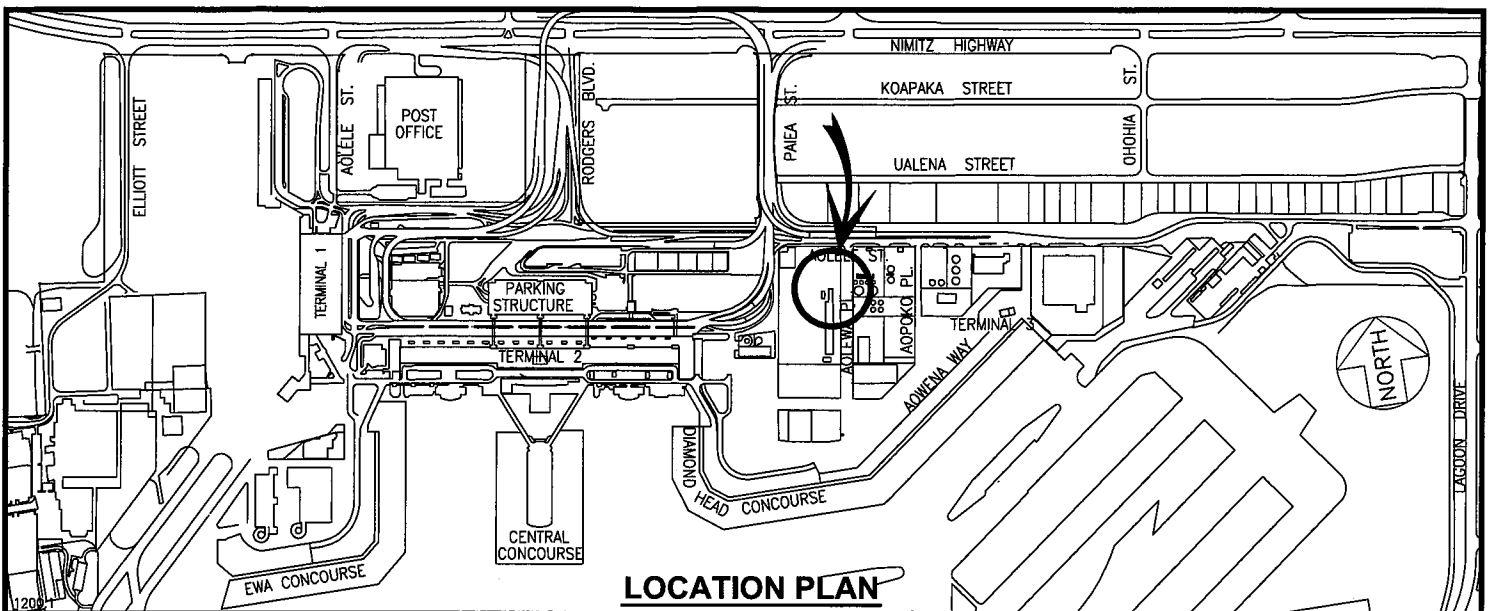 NIMITZ HIGHWAY
KOAPAKA STREET
UALENA STREET
ELLIOTT STREET
AOLELE ST.
POST
OFFICE
RODGERS BLVD.
PAIEA ST.
OHOHIA ST.
TERMINAL 1
PARKING
STRUCTURE
TERMINAL 2
AOLELE ST.
AOLEWA PL.
AOPOKO PL.
TERMINAL 3
AOWENA WAY
NORTH
LAGOON DRIVE
DIAMOND
HEAD CONCOURSE
CENTRAL
CONCOURSE
EWA CONCOURSE
LOCATION PLAN